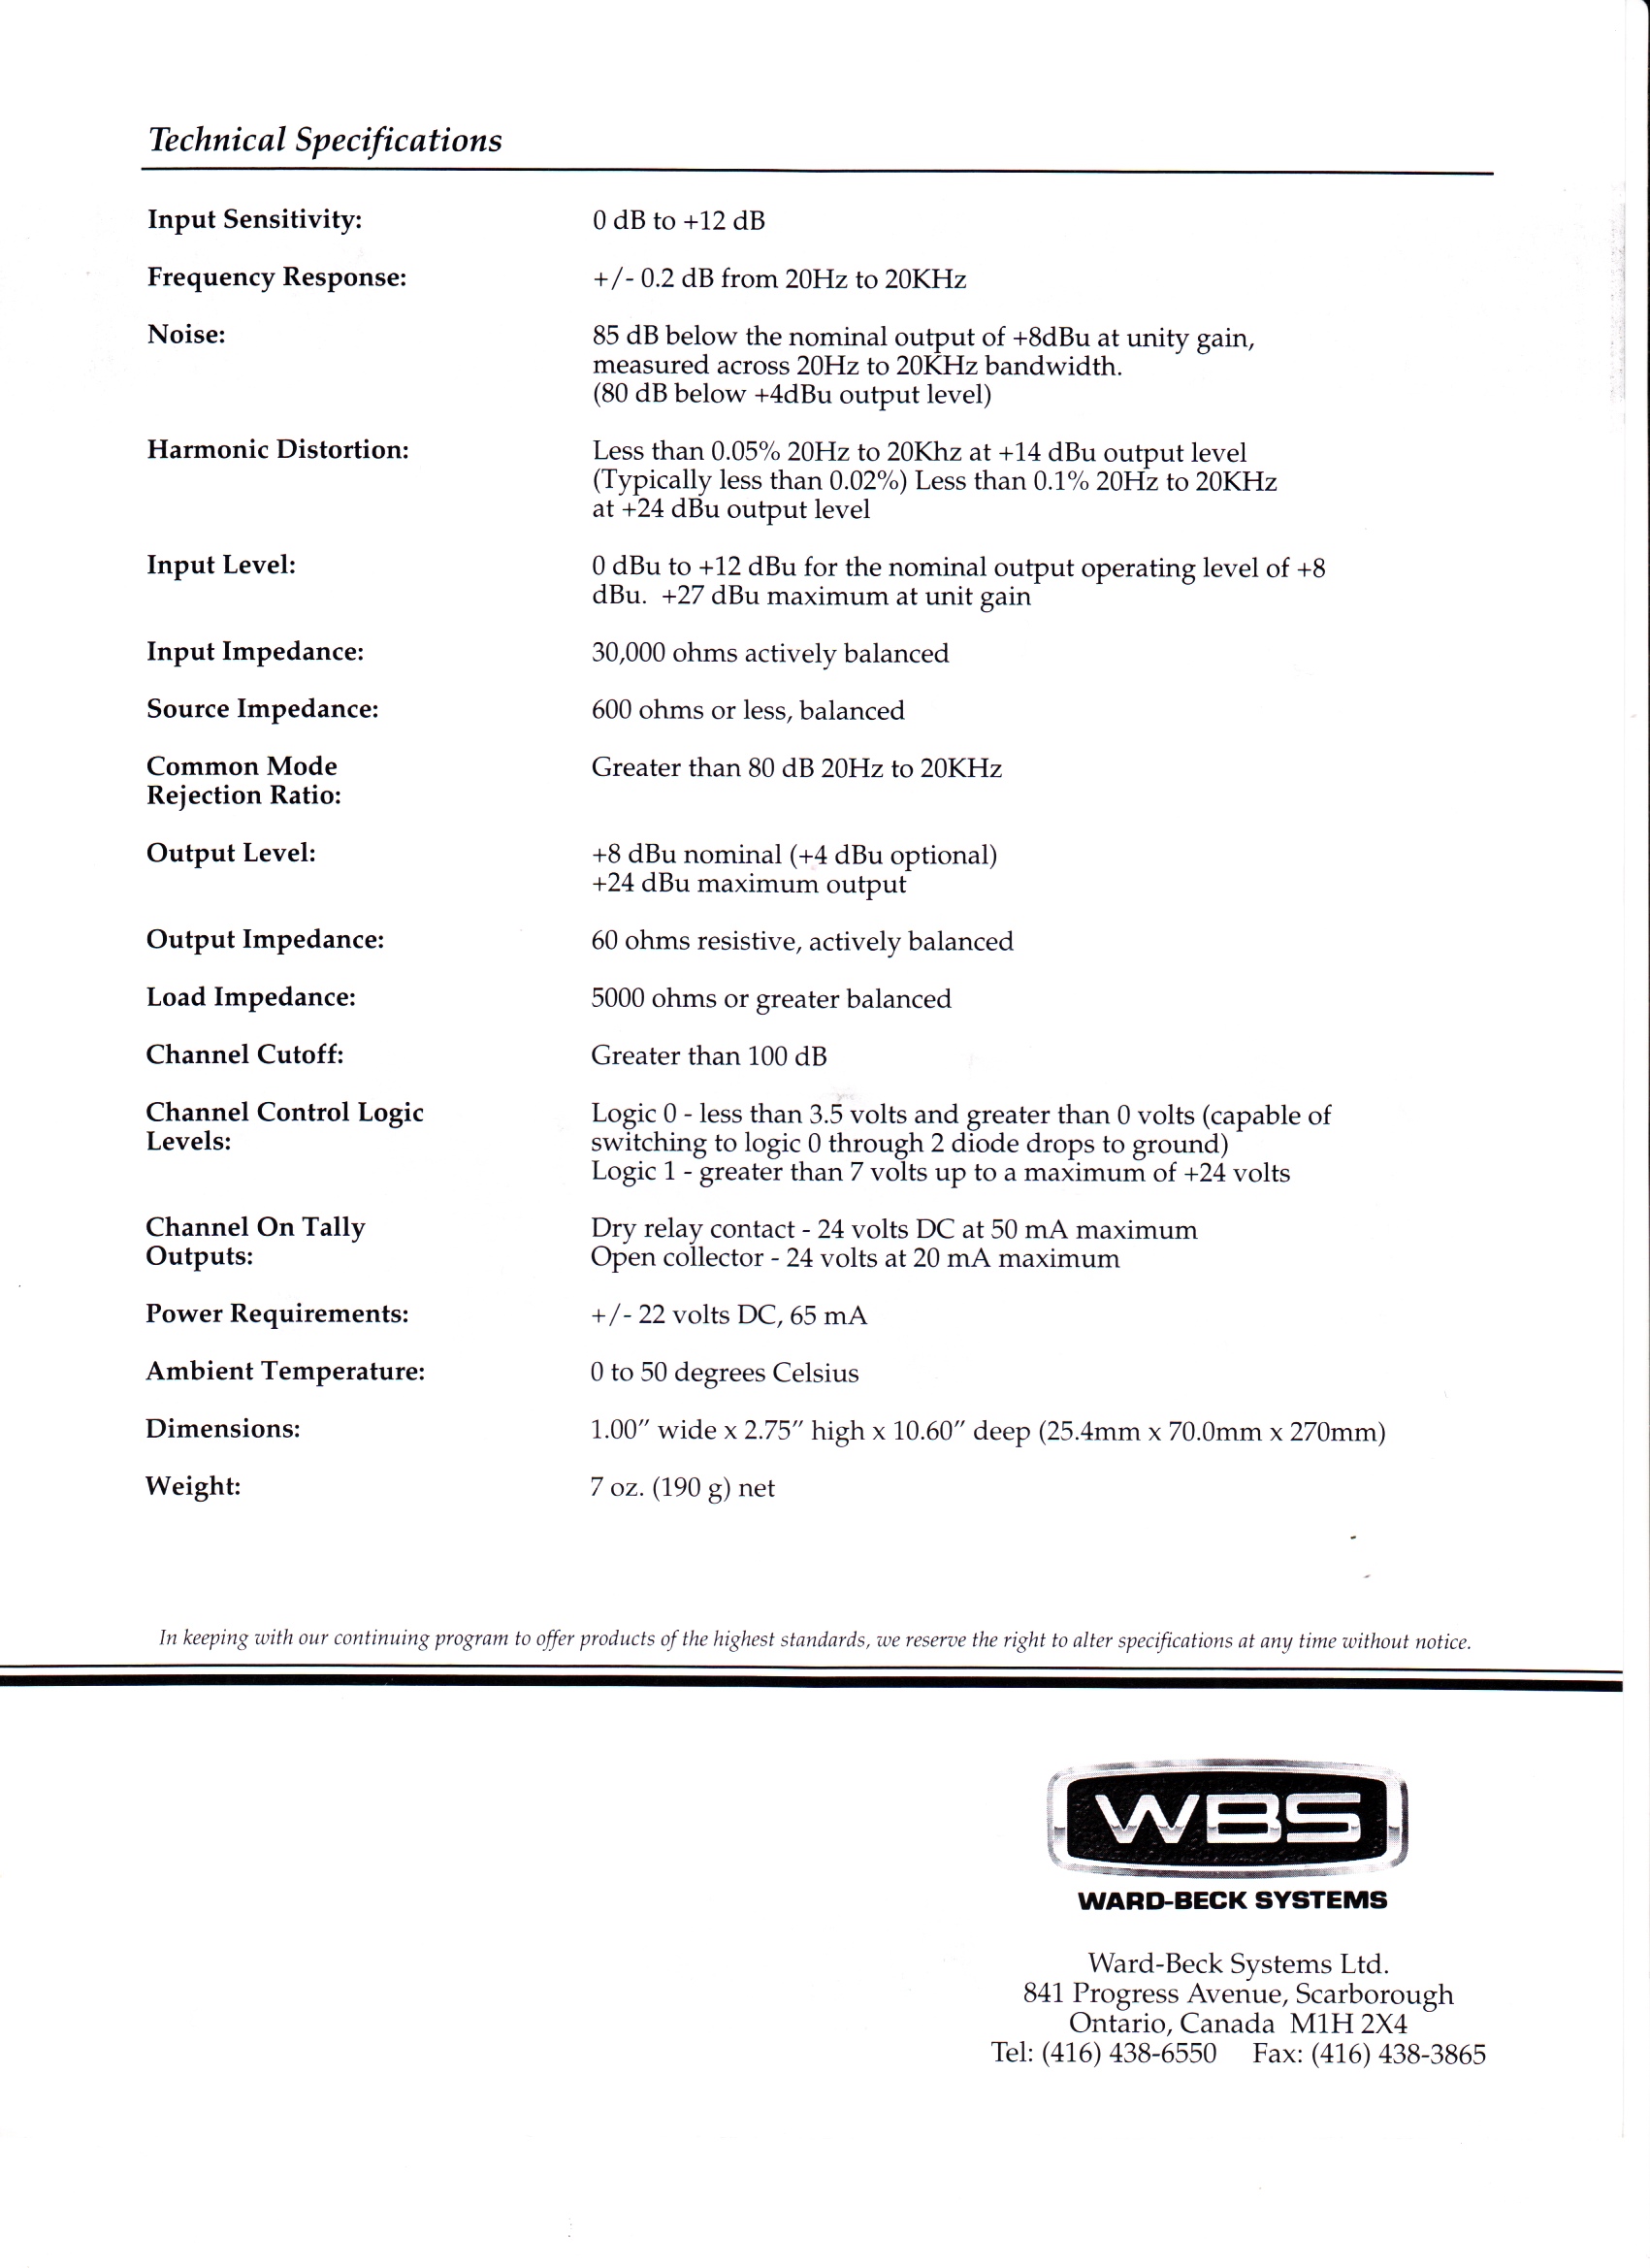 Technical Specifications
Input Sensitivity: 0 dB to +12 dB
Frequency Response: +/- 0.2 dB from 20Hz to 20KHz
Noise: 85 dB below the nominal output of +8dBu at unity gain,
measured across 20Hz to 20KHz bandwidth.
(80 dB below +4dBu output level)
Harmonic Distortion: Less than 0.05% 20Hz to 20Khz at +14 dBu output level
(Typically less than 0.02%) Less than 0.1% 20Hz to 20KHz
at +24 dBu output level
Input Level: 0 dBu to +12 dBu for the nominal output operating level of +8
dBu. +27 dBu maximum at unit gain
Input Impedance: 30,000 ohms actively balanced
Source Impedance: 600 ohms or less, balanced
Common Mode Greater than 80 dB 20Hz to 20KHz
Rejection Ratio:
Output Level: +8 dBu nominal (+4 dBu optional)
+24 dBu maximum output
Output Impedance: 60 ohms resistive, actively balanced
Load Impedance: 5000 ohms or greater balanced
Channel Cutoff: Greater than 100 dB
Channel Control Logic Logic 0 - less than 3.5 volts and greater than 0 volts (capable of
Levels: switching to logic 0 through 2 diode drops to ground)
Logic 1 - greater than 7 volts up to a maximum of +24 volts
Channel On Tally Dry relay contact - 24 volts DC at 50 mA maximum
Outputs: Open collector - 24 volts at 20 mA maximum
Power Requirements: +/- 22 volts DC, 65 mA
Ambient Temperature: 0 to 50 degrees Celsius
Dimensions: 1.00″ wide x 2.75″ high x 10.60″ deep (25.4mm x 70.0mm x 270mm)
Weight: 7 oz. (190 g) net
In keeping with our continuing program to offer products of the highest standards, we reserve the right to alter specifications at any time without notice.
WBS
WARD-BECK SYSTEMS
Ward-Beck Systems Ltd.
841 Progress Avenue, Scarborough
Ontario, Canada M1H 2X4
Tel: (416) 438-6550 Fax: (416) 438-3865